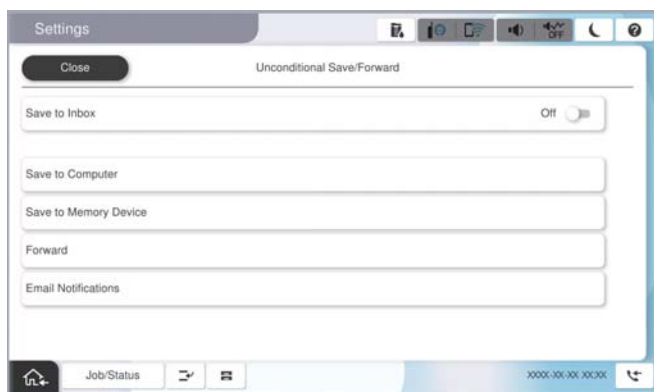 Settings
OFF
Close
Unconditional Save/Forward
Save to Inbox
Off
Save to Computer
Save to Memory Device
Forward
Email Notifications
Job/Status
XXXX-XX-XX XX:XX